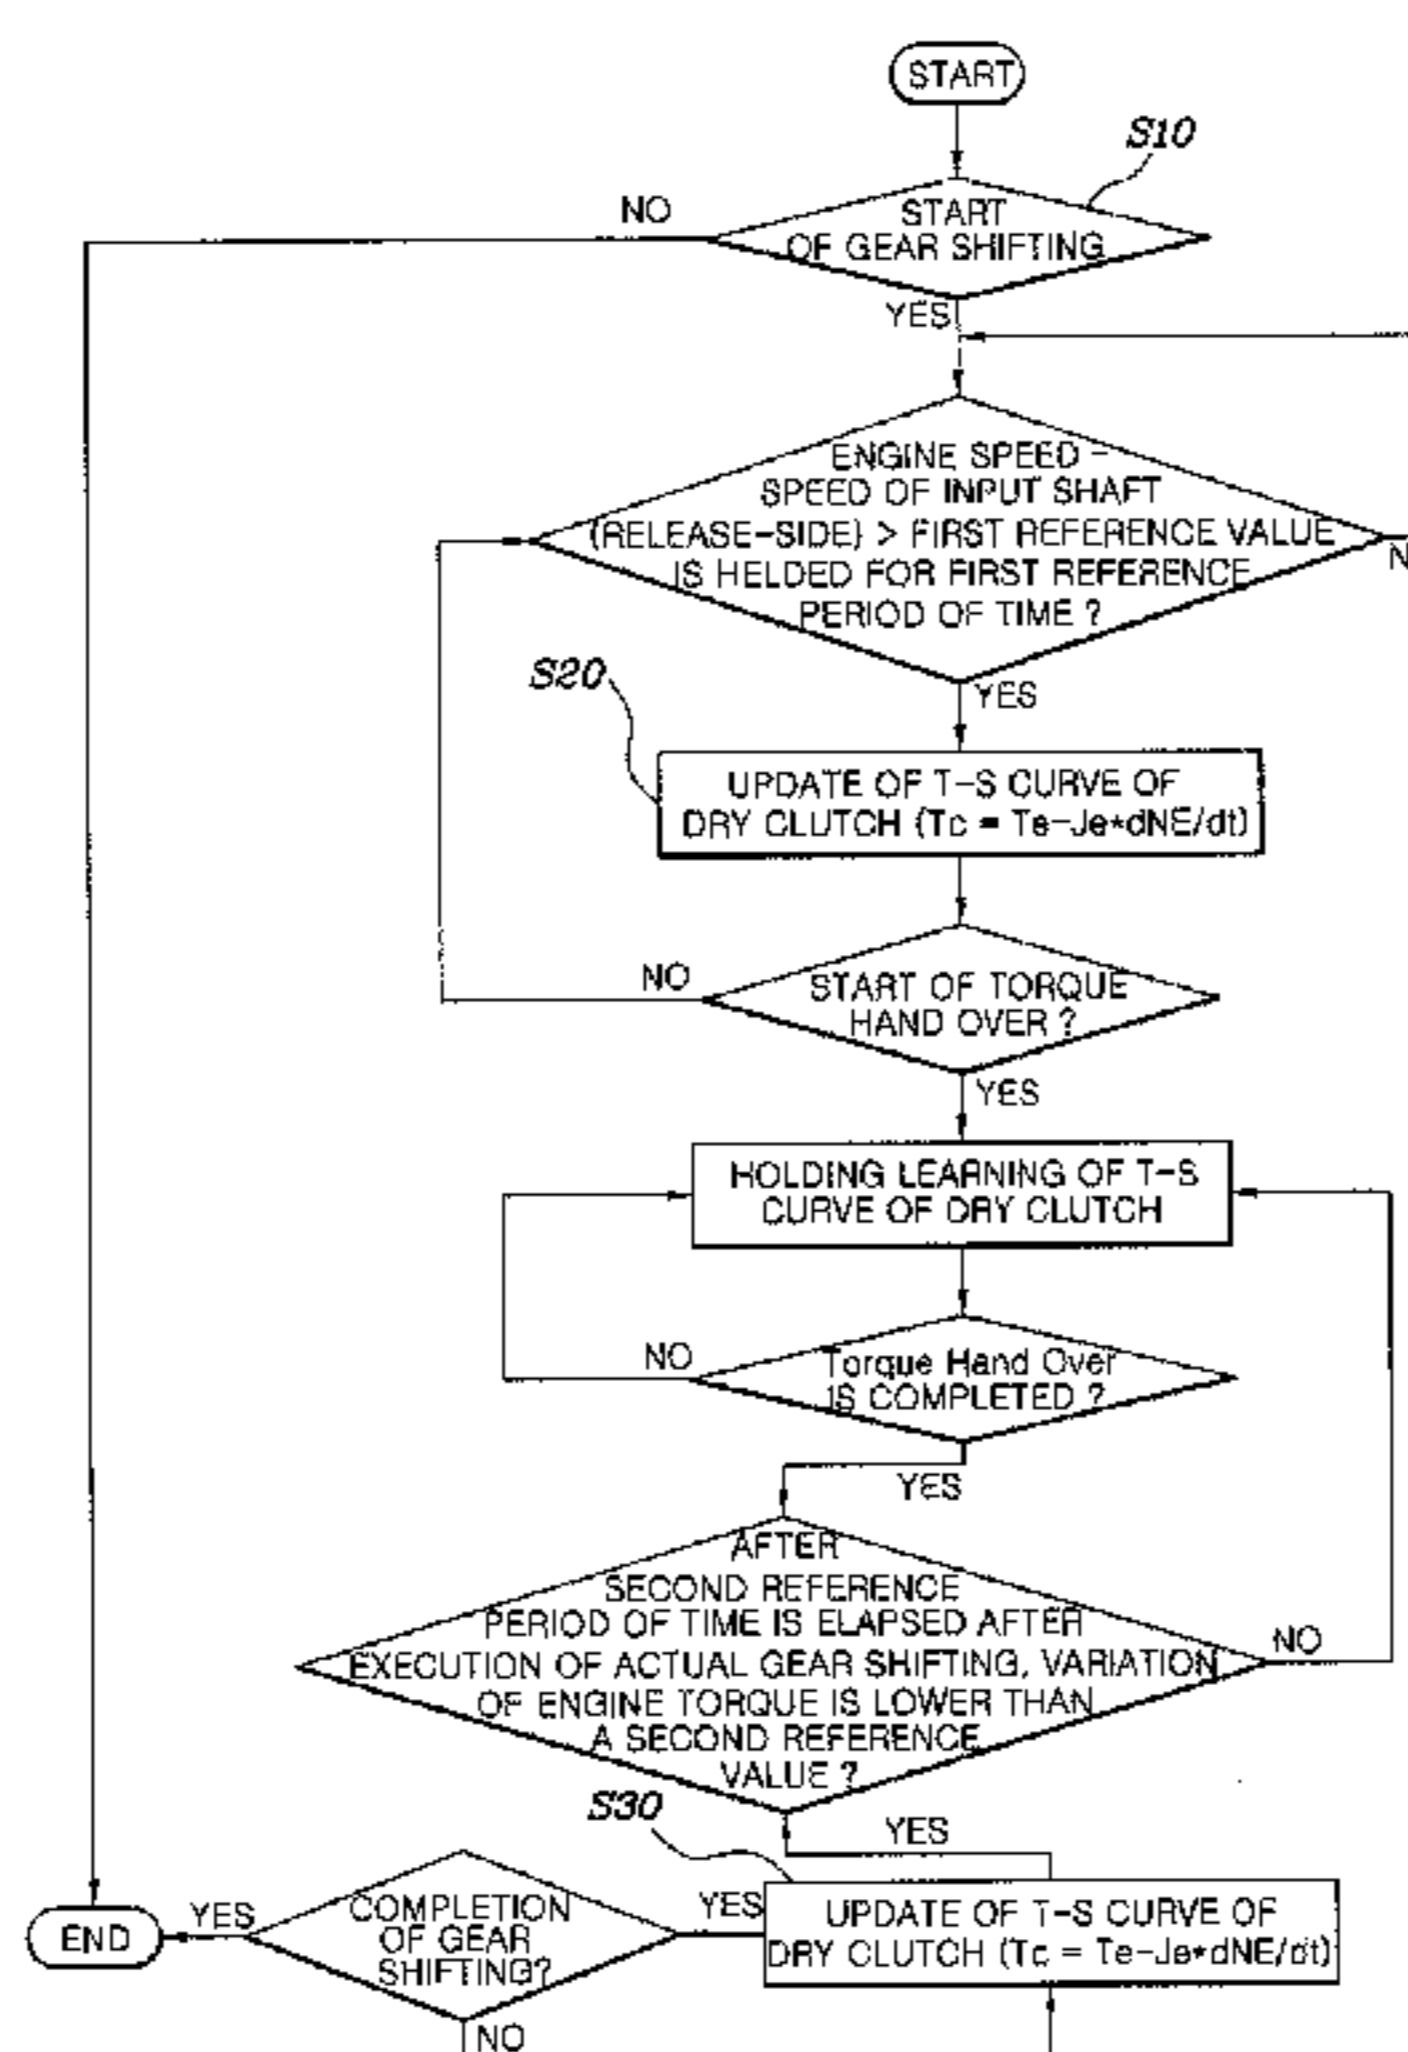 START
S10
NO
START
OF GEAR SHIFTING
YES
ENGINE SPEED -
SPEED OF INPUT SHAFT
(RELEASE-SIDE) > FIRST REFERENCE VALUE
IS HELDED FOR FIRST REFERENCE
PERIOD OF TIME ?
N
S20
YES
UPDATE OF T-S CURVE OF
DRY CLUTCH (Tc = Te-Je*dNE/dt)
NO
START OF TORQUE
HAND OVER ?
YES
HOLDING LEARNING OF T-S
CURVE OF DRY CLUTCH
NO
Torque Hand Over
IS COMPLETED ?
YES
AFTER
SECOND REFERENCE
PERIOD OF TIME IS ELAPSED AFTER
EXECUTION OF ACTUAL GEAR SHIFTING, VARIATION
OF ENGINE TORQUE IS LOWER THAN
A SECOND REFERENCE
VALUE ?
NO
S30
YES
END
YES
COMPLETION
OF GEAR
SHIFTING?
YES
UPDATE OF T-S CURVE OF
DRY CLUTCH (Tc = Te-Je*dNE/dt)
NO